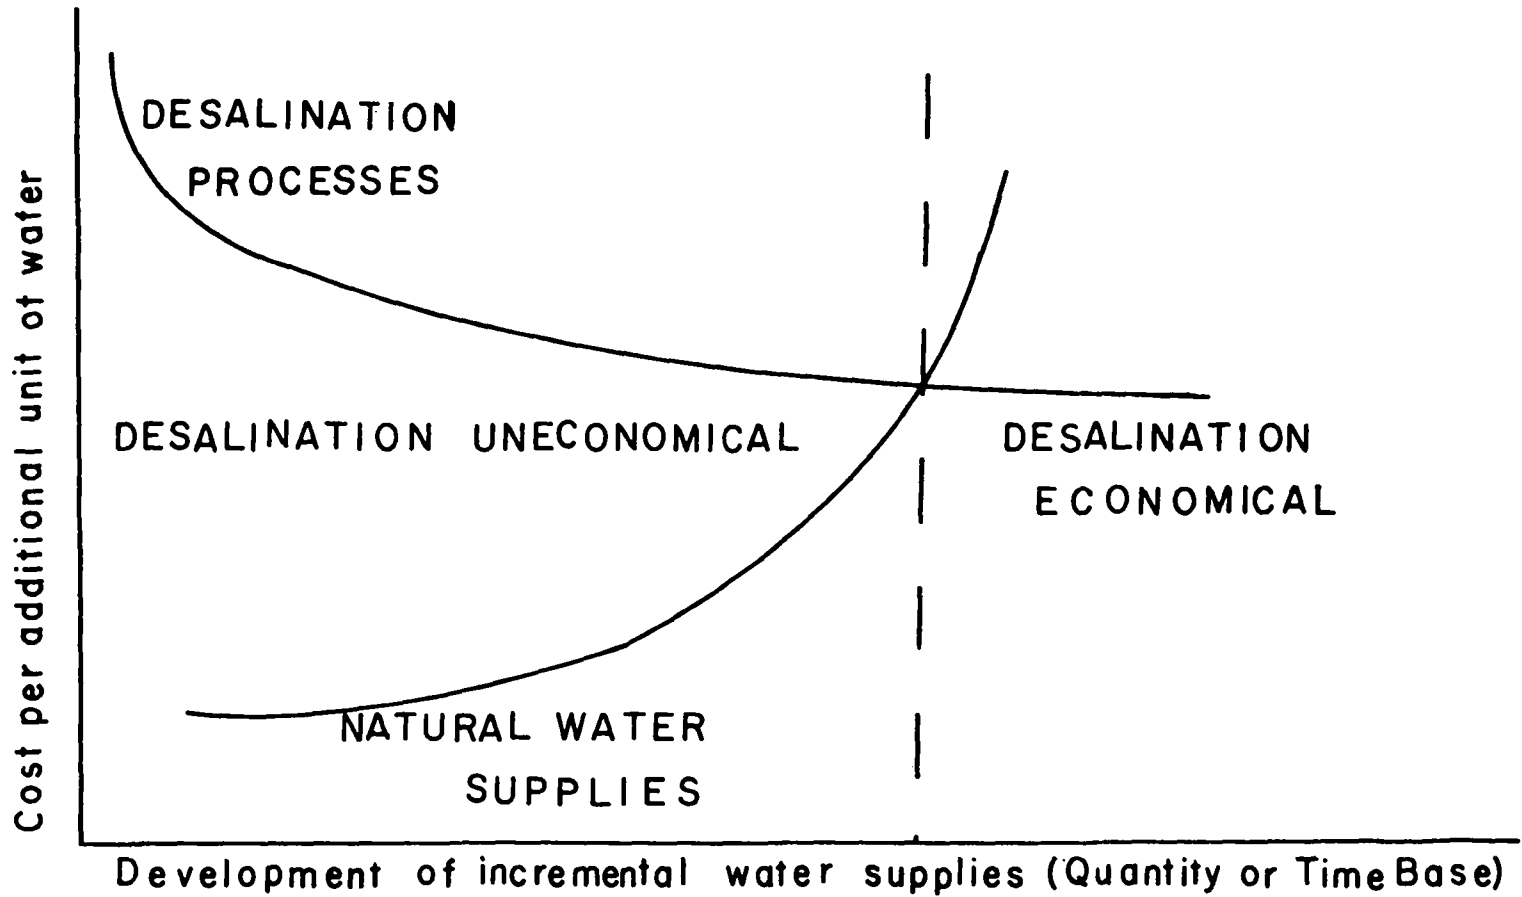 DESALINATION
PROCESSES
DESALINATION UNECONOMICAL
DESALINATION
ECONOMICAL
NATURAL WATER
SUPPLIES
Cost per additional unit of water
Development of incremental water supplies (Quantity or Time Base)